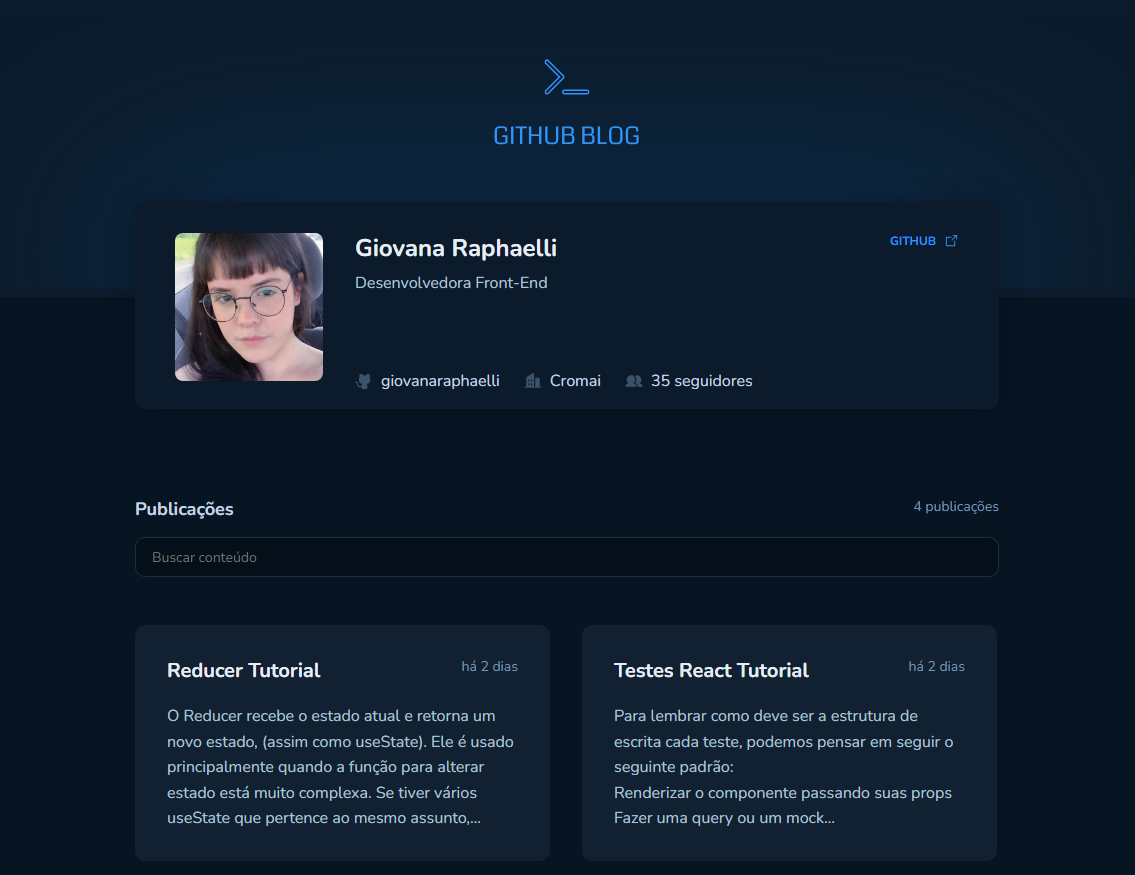 GITHUB BLOG
Giovana Raphaelli
GITHUB
Desenvolvedora Front-End
giovanaraphaelli Cromai 35 seguidores
Publicações
4 publicações
Buscar conteúdo
Reducer Tutorial
há 2 dias
O Reducer recebe o estado atual e retorna um
novo estado, (assim como useState). Ele é usado
principalmente quando a função para alterar
estado está muito complexa. Se tiver vários
useState que pertence ao mesmo assunto,...
Testes React Tutorial
há 2 dias
Para lembrar como deve ser a estrutura de
escrita cada teste, podemos pensar em seguir o
seguinte padrão:
Renderizar o componente passando suas props
Fazer uma query ou um mock...